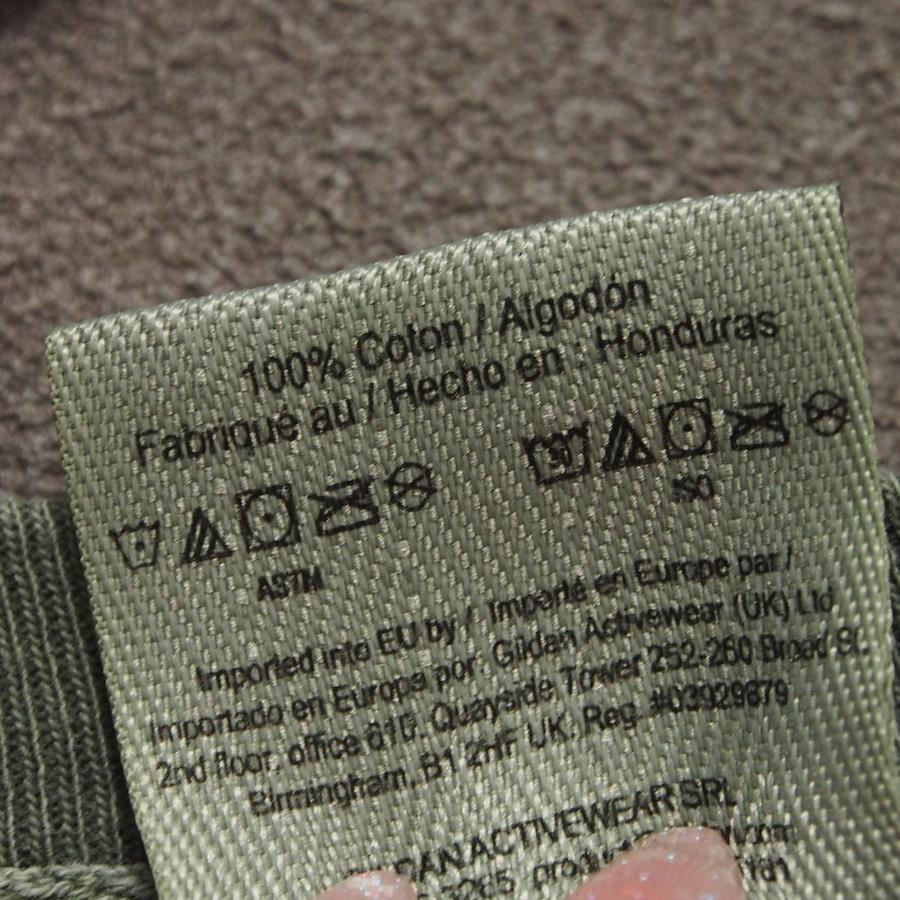 100% Coton / Algodón
Fabriqué au / Hecho en : Honduras
30
ASTM
ISO
Imported into EU by / Importé en Europe par /
Importado en Europa por: Gildan Activewear (UK) Ltd
2nd floor, office 610, Quayside Tower 252-260 Broad St.
Birmingham, B1 2HF UK. Reg. #03929879
ACTIVEWEAR SRL